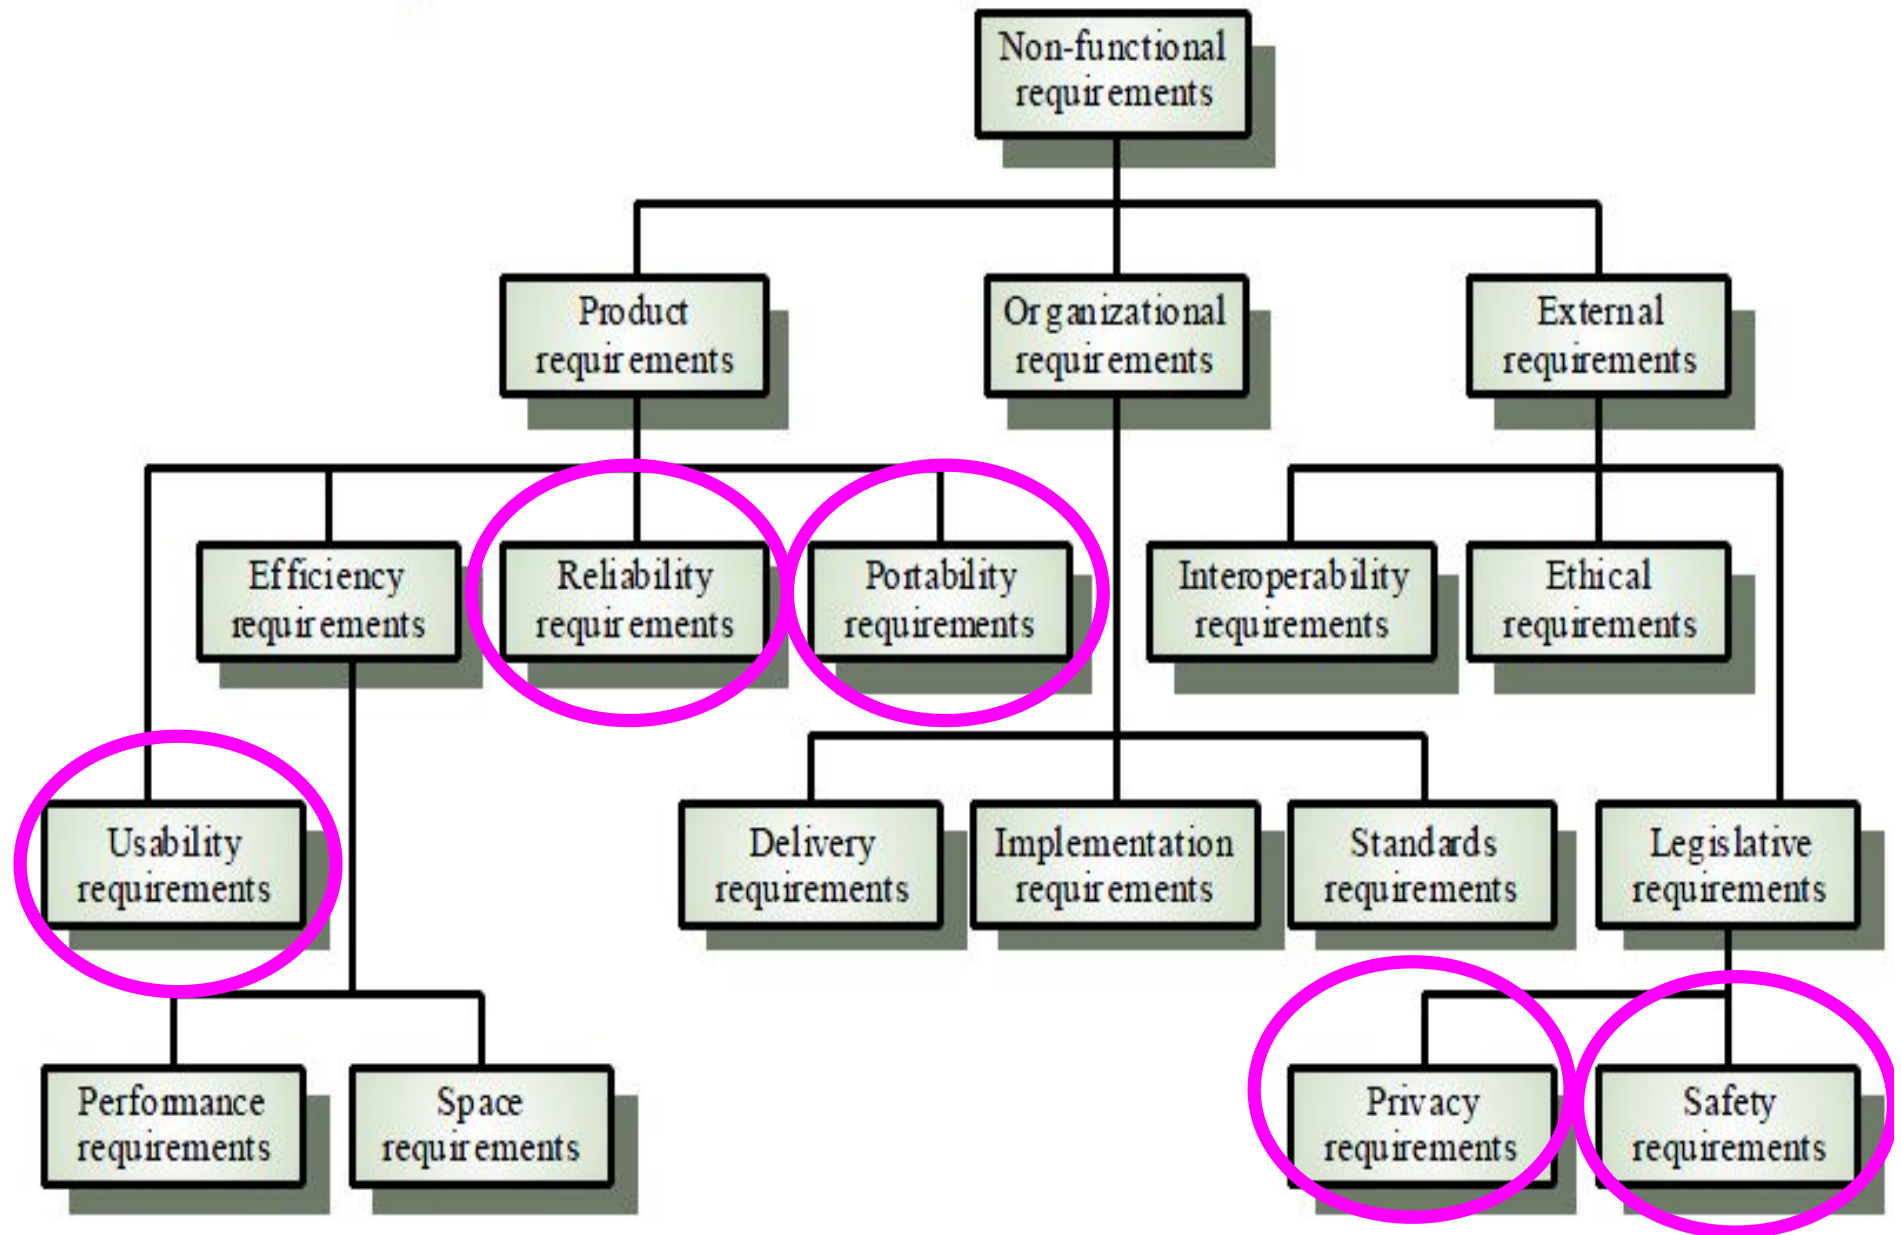 Non-functional
requirements
Product
requirements
Organizational
requirements
External
requirements
Efficiency
requirements
Reliability
requirements
Portability
requirements
Interoperability
requirements
Ethical
requirements
Usability
requirements
Delivery
requirements
Implementation
requirements
Standards
requirements
Legislative
requirements
Performance
requirements
Space
requirements
Privacy
requirements
Safety
requirements